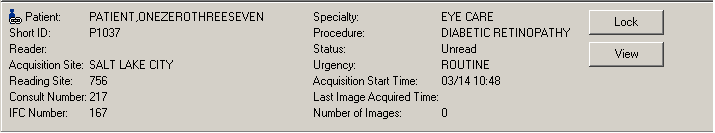 Patient: PATIENT,ONEZEROTHREESEVEN
Short ID: P1037
Reader:
Acquisition Site: SALT LAKE CITY
Reading Site: 756
Consult Number: 217
IFC Number: 167
Specialty: EYE CARE
Procedure: DIABETIC RETINOPATHY
Status: Unread
Urgency: ROUTINE
Acquisition Start Time: 03/14 10:48
Last Image Acquired Time:
Number of Images: 0
Lock
View